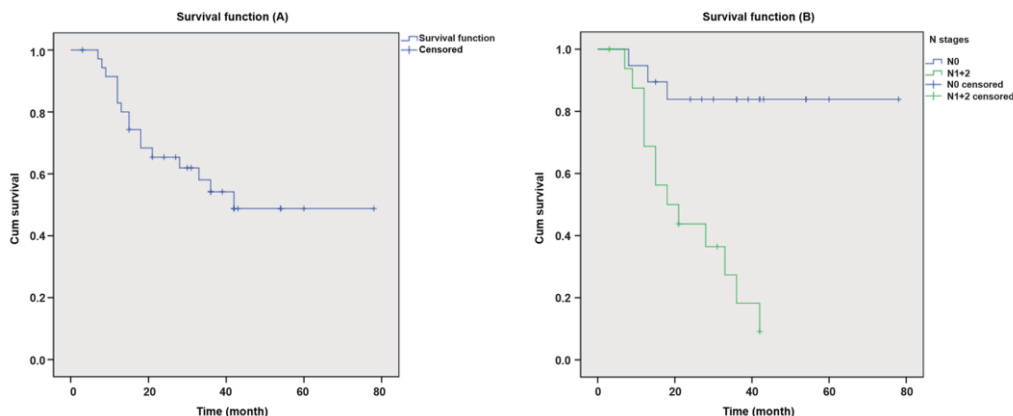 Survival function (A)
Survival function
Censored
1.0
0.8
0.6
0.4
0.2
0.0
Cum survival
0 20 40 60 80
Time (month)
Survival function (B)
N stages
N0
N1+2
N0 censored
N1+2 censored
1.0
0.8
0.6
0.4
0.2
0.0
Cum survival
0 20 40 60 80
Time (month)